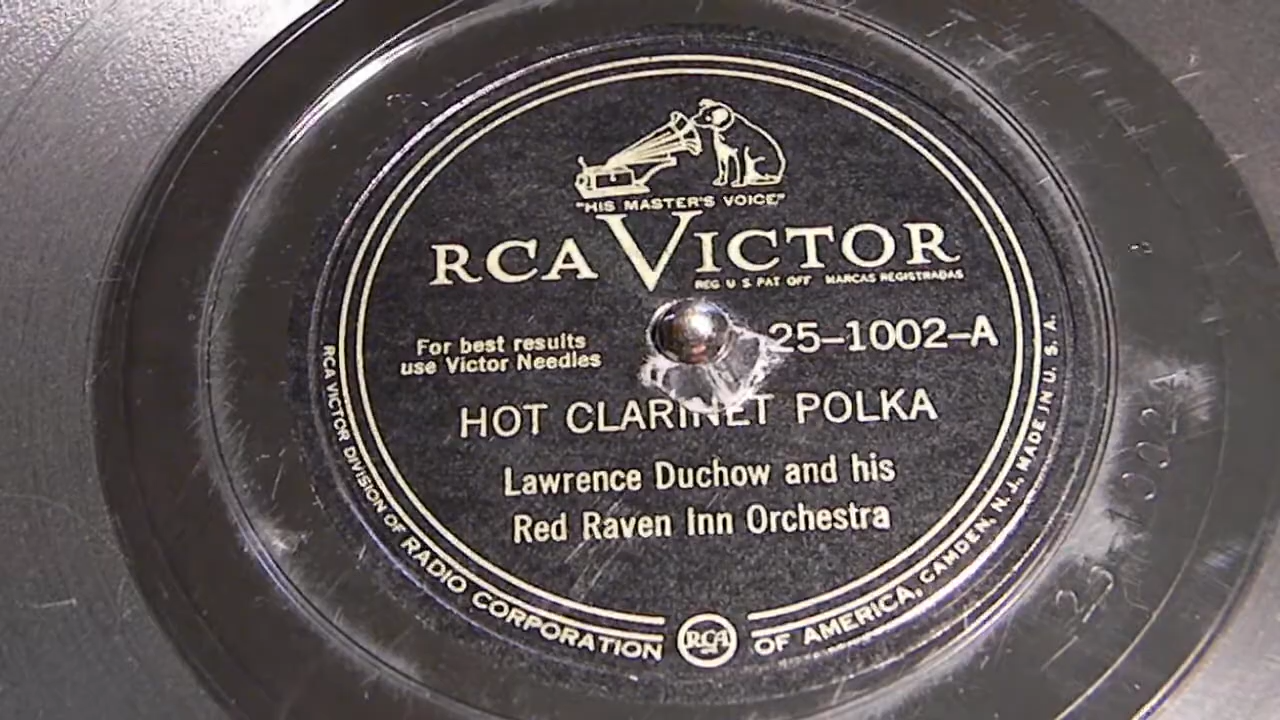 "HIS MASTER'S VOICE"
RCA VICTOR
REG U S PAT OFF MARCAS REGISTRADAS
For best results
use Victor Needles
25-1002-A
HOT CLARINET POLKA
Lawrence Duchow and his
Red Raven Inn Orchestra
RCA VICTOR DIVISION OF RADIO CORPORATION OF AMERICA, CAMDEN, N. J., MADE IN U. S. A.
RCA